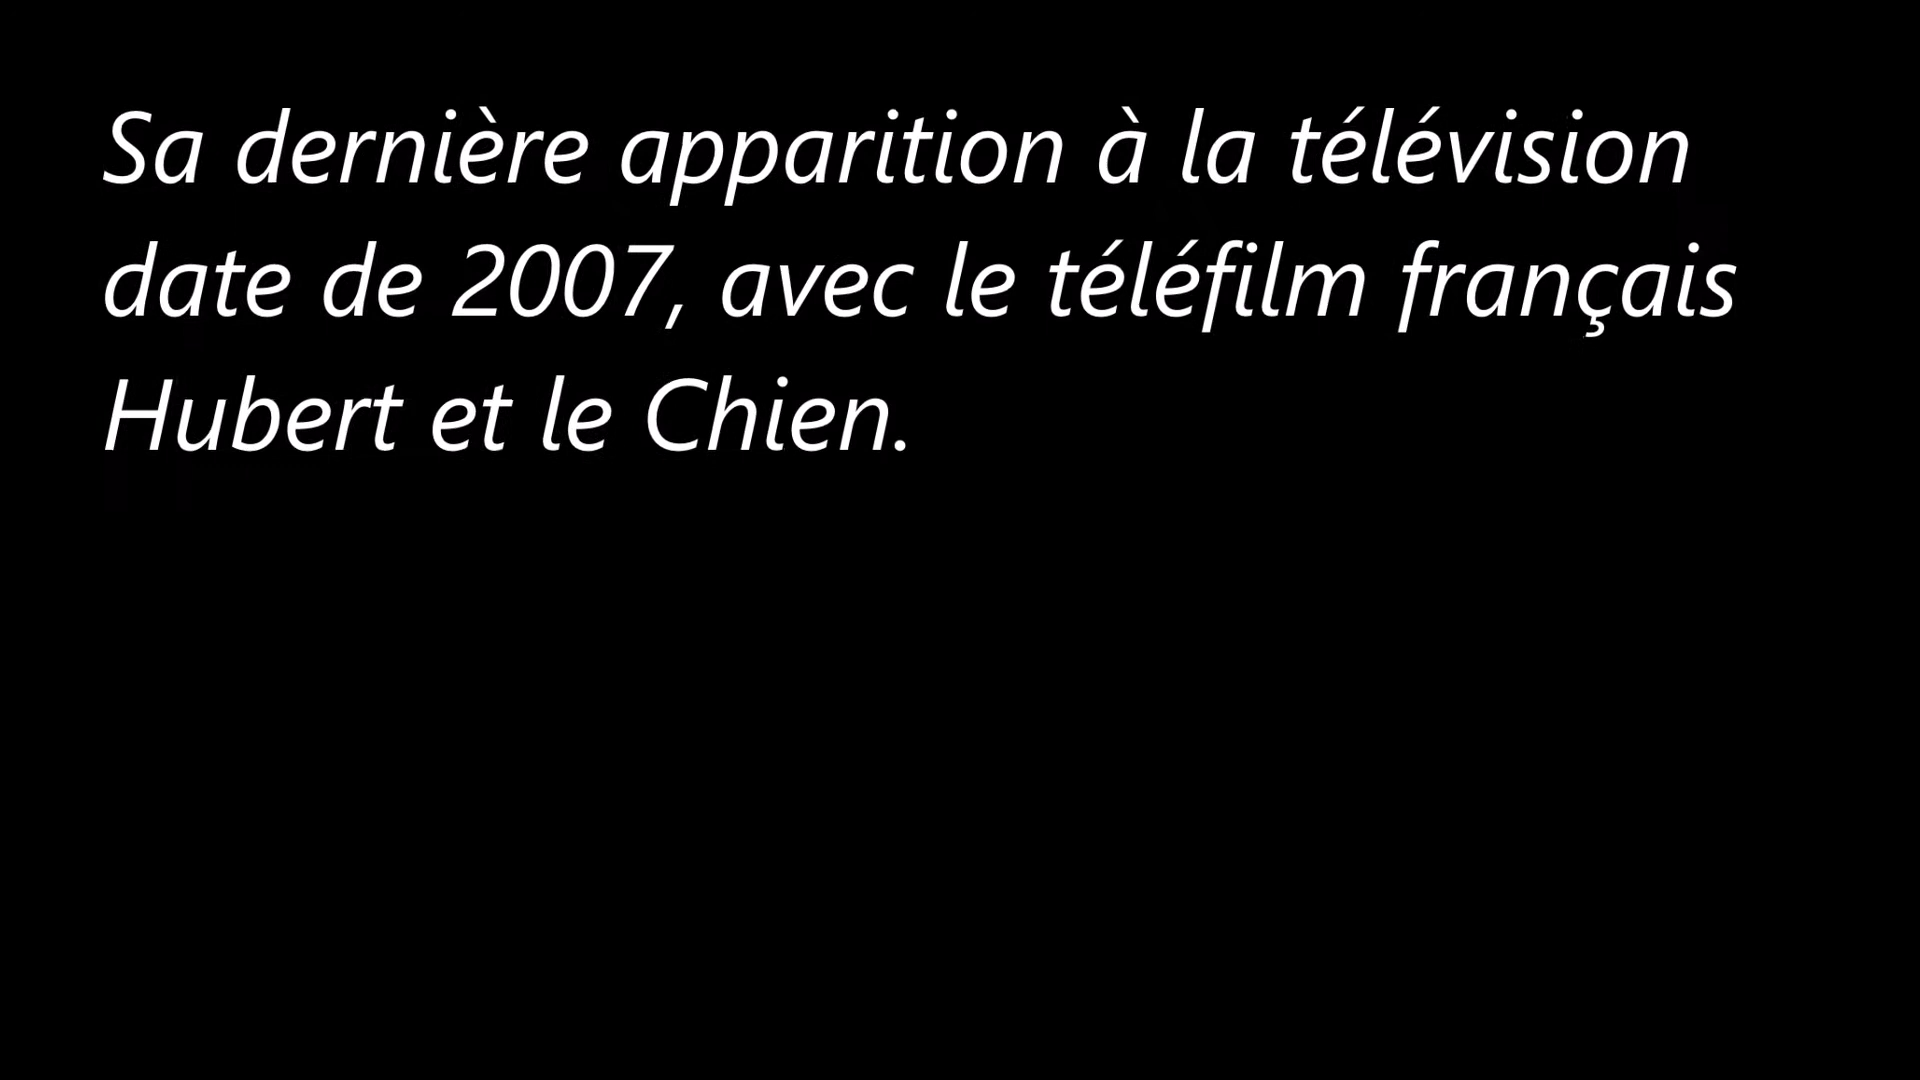 Sa dernière apparition à la télévision
date de 2007, avec le téléfilm français
Hubert et le Chien.